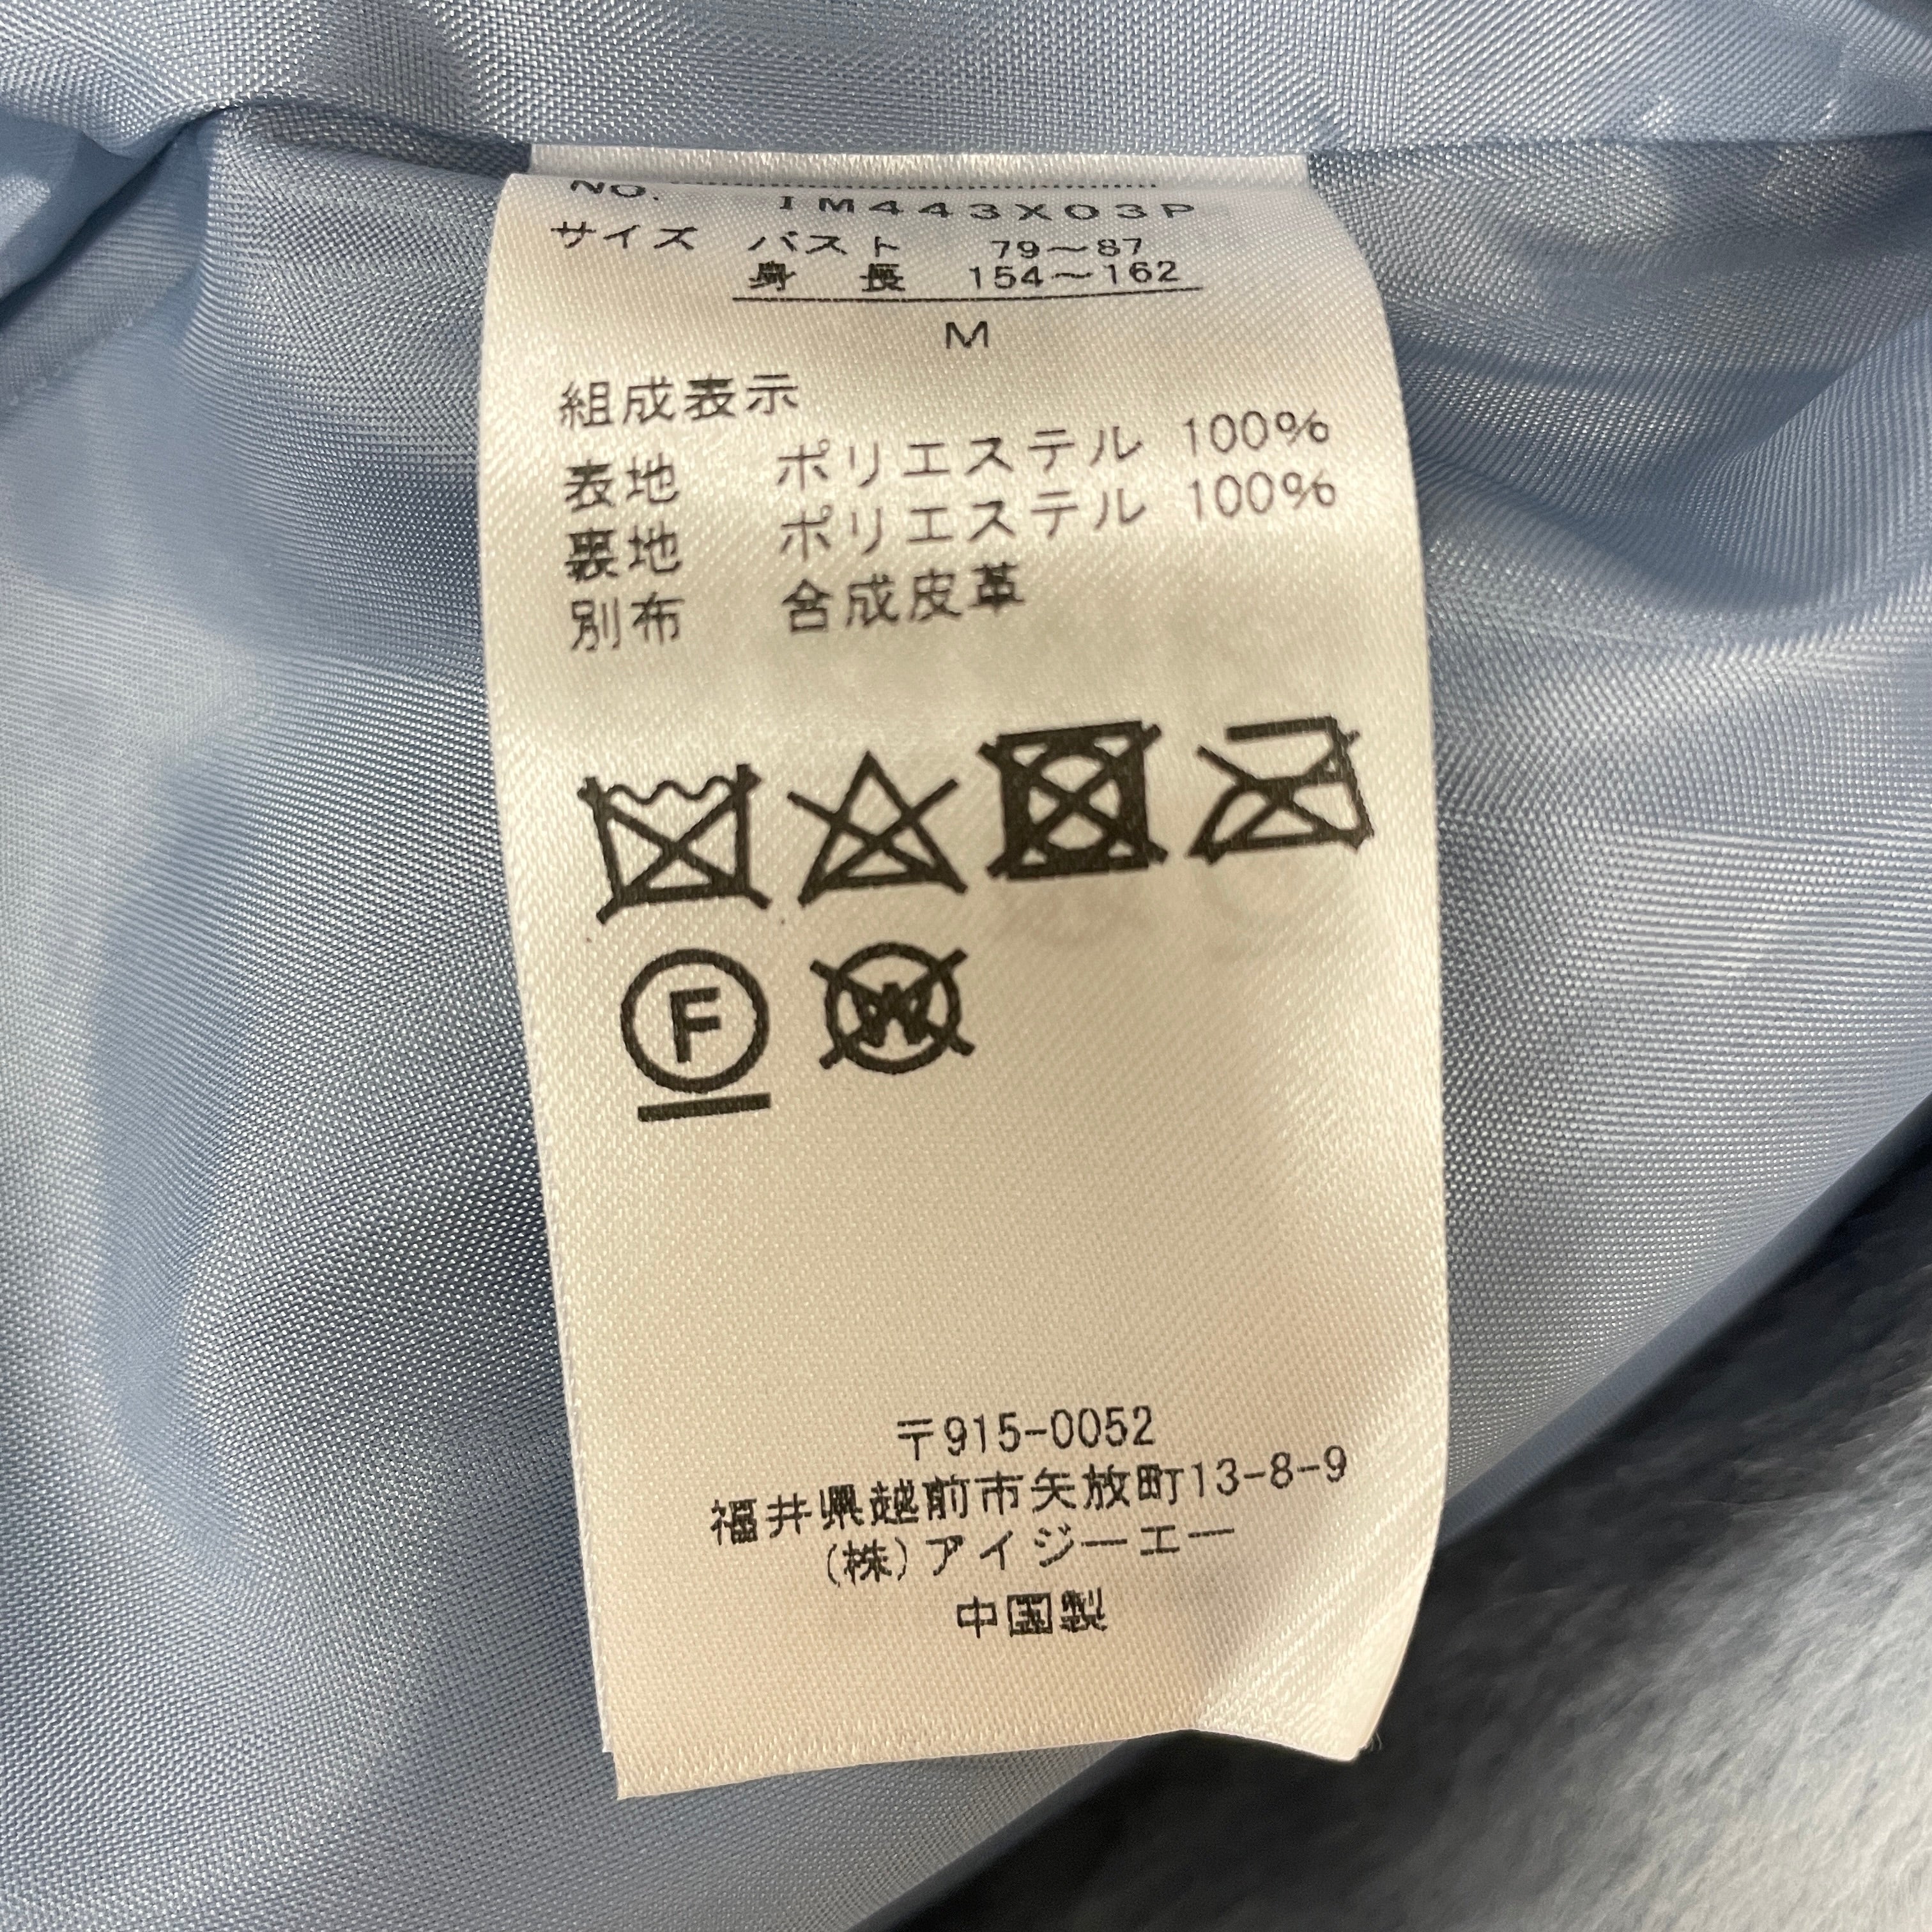 NO. IM443X03P
サイズ バスト 79～87
身長 154～162
M
組成表示
表地 ポリエステル 100%
裏地 ポリエステル 100%
別布 合成皮革
F W
〒915-0052
福井県越前市矢放町13-8-9
(株)アイジーエー
中国製